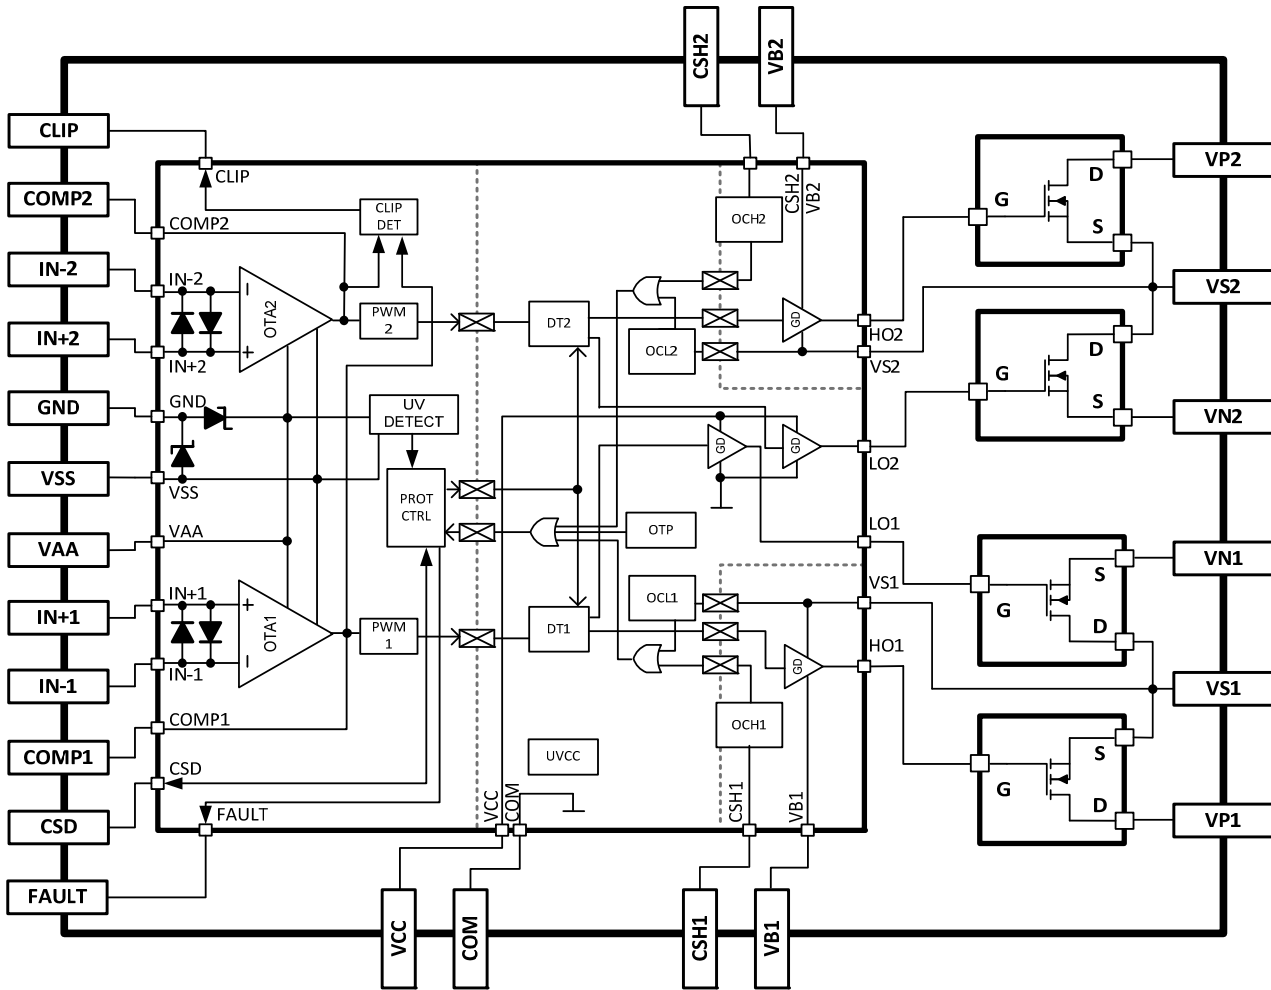 CSH2
VB2
CLIP
COMP2
IN-2
IN+2
GND
VSS
VAA
IN+1
IN-1
COMP1
CSD
FAULT
CLIP
COMP2
IN-2
IN+2
GND
VSS
VAA
IN+1
IN-1
COMP1
CSD
FAULT
CLIP
DET
OTA2
PWM
2
UV
DETECT
PROT
CTRL
OTA1
PWM
1
DT2
DT1
OCH2
OCL2
OTP
OCL1
OCH1
UVCC
GD
GD
GD
GD
CSH2
VB2
VCC
COM
CSH1
VB1
HO2
VS2
LO2
LO1
VS1
HO1
G
D
S
G
D
S
G
S
D
G
S
D
VP2
VS2
VN2
VN1
VS1
VP1
VCC
COM
CSH1
VB1